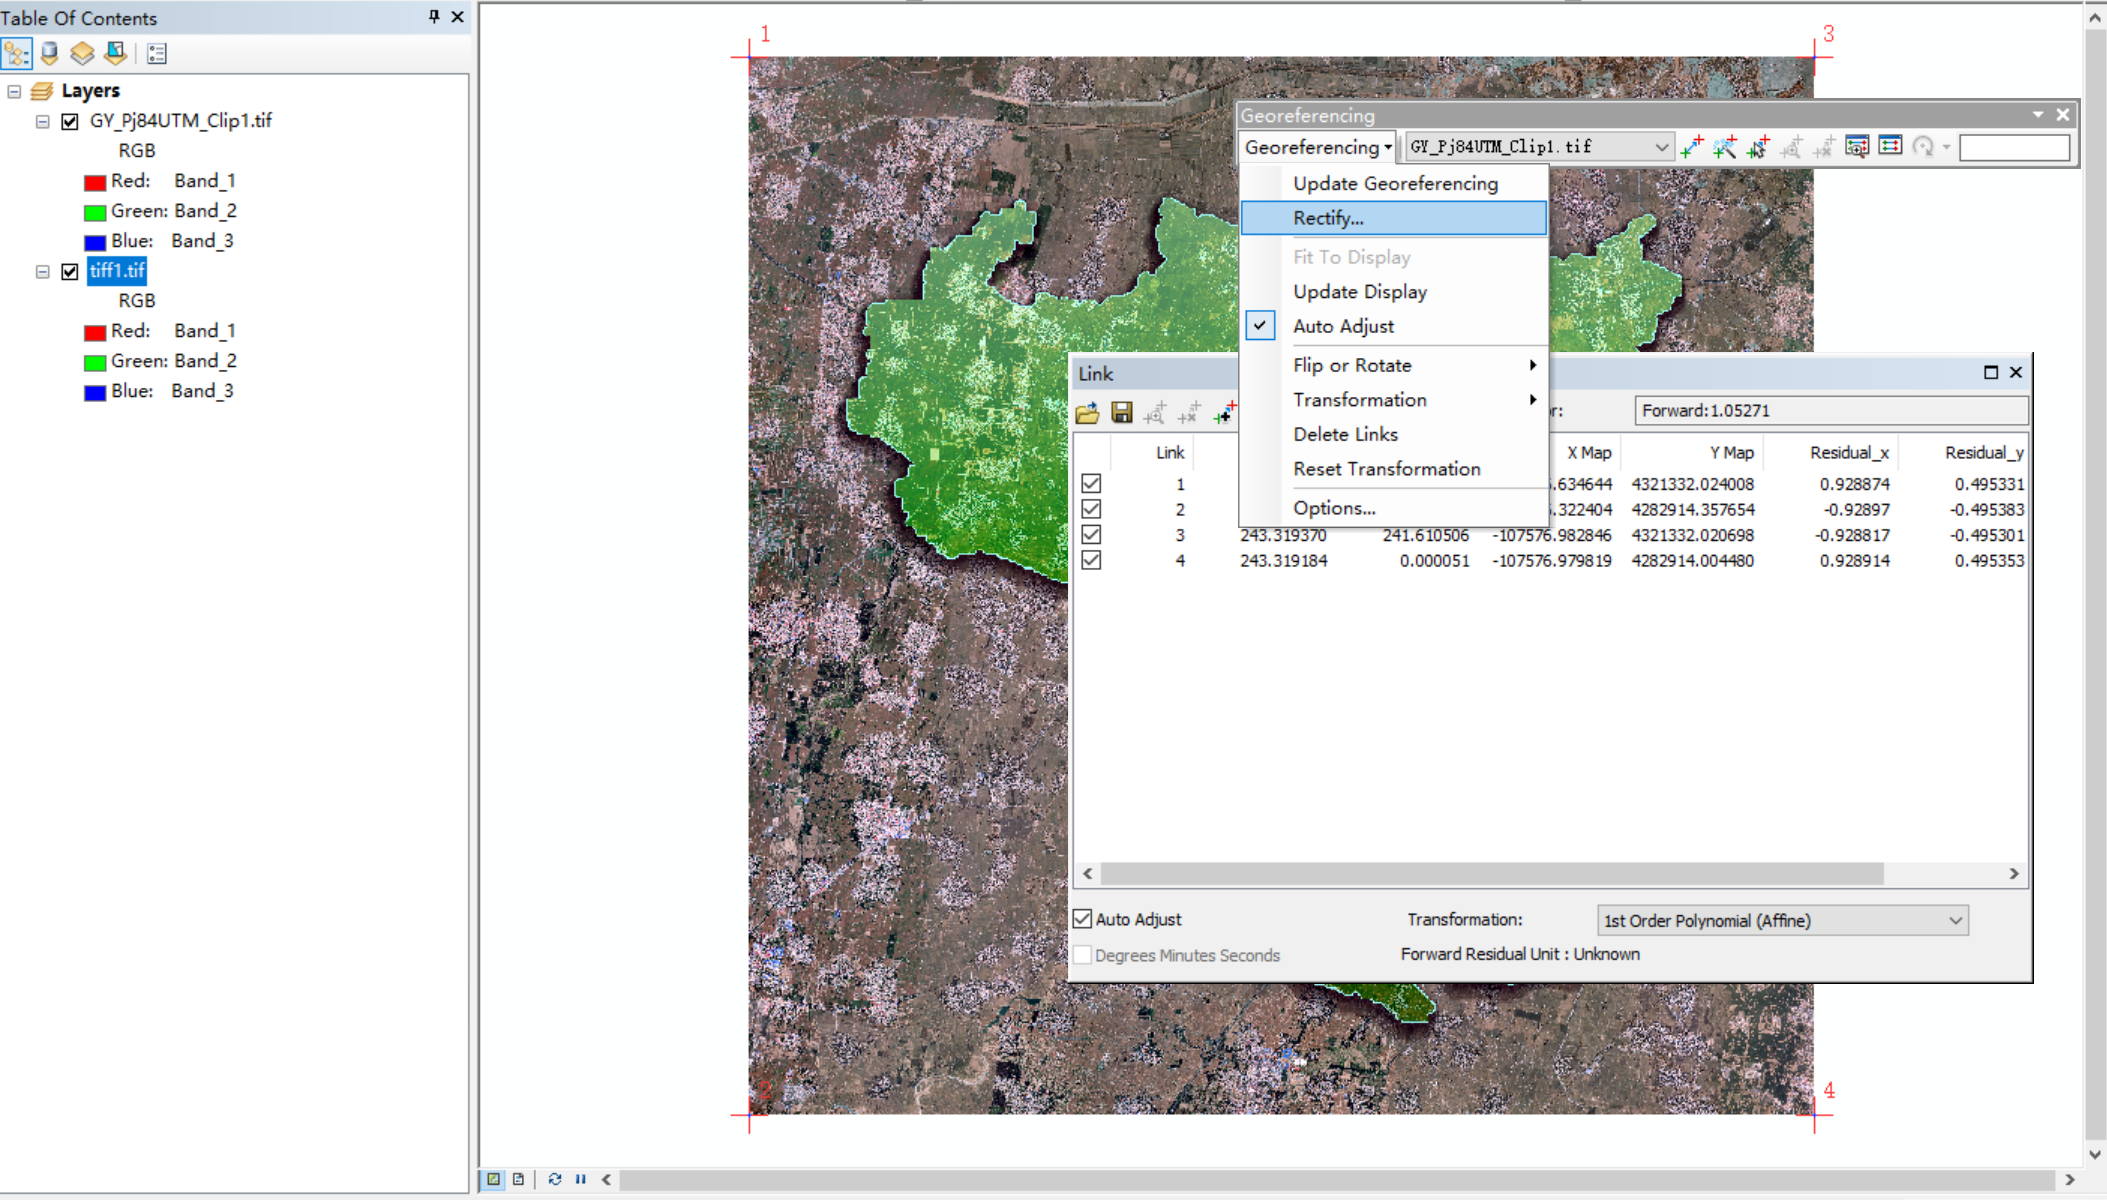 Table Of Contents
Layers
GY_Pj84UTM_Clip1.tif
RGB
Red: Band_1
Green: Band_2
Blue: Band_3
tiff1.tif
RGB
Red: Band_1
Green: Band_2
Blue: Band_3
1
3
2
4
Georeferencing
Georeferencing
GY_Pj84UTM_Clip1.tif
Update Georeferencing
Rectify...
Fit To Display
Update Display
Auto Adjust
Flip or Rotate
Transformation
Delete Links
Reset Transformation
Options...
Link
Forward:1.05271
Link X Map Y Map Residual_x Residual_y
1 .634644 4321332.024008 0.928874 0.495331
2 .322404 4282914.357654 -0.92897 -0.495383
3 243.319370 241.610506 -107576.982846 4321332.020698 -0.928817 -0.495301
4 243.319184 0.000051 -107576.979819 4282914.004480 0.928914 0.495353
Auto Adjust Transformation: 1st Order Polynomial (Affine)
Degrees Minutes Seconds Forward Residual Unit : Unknown